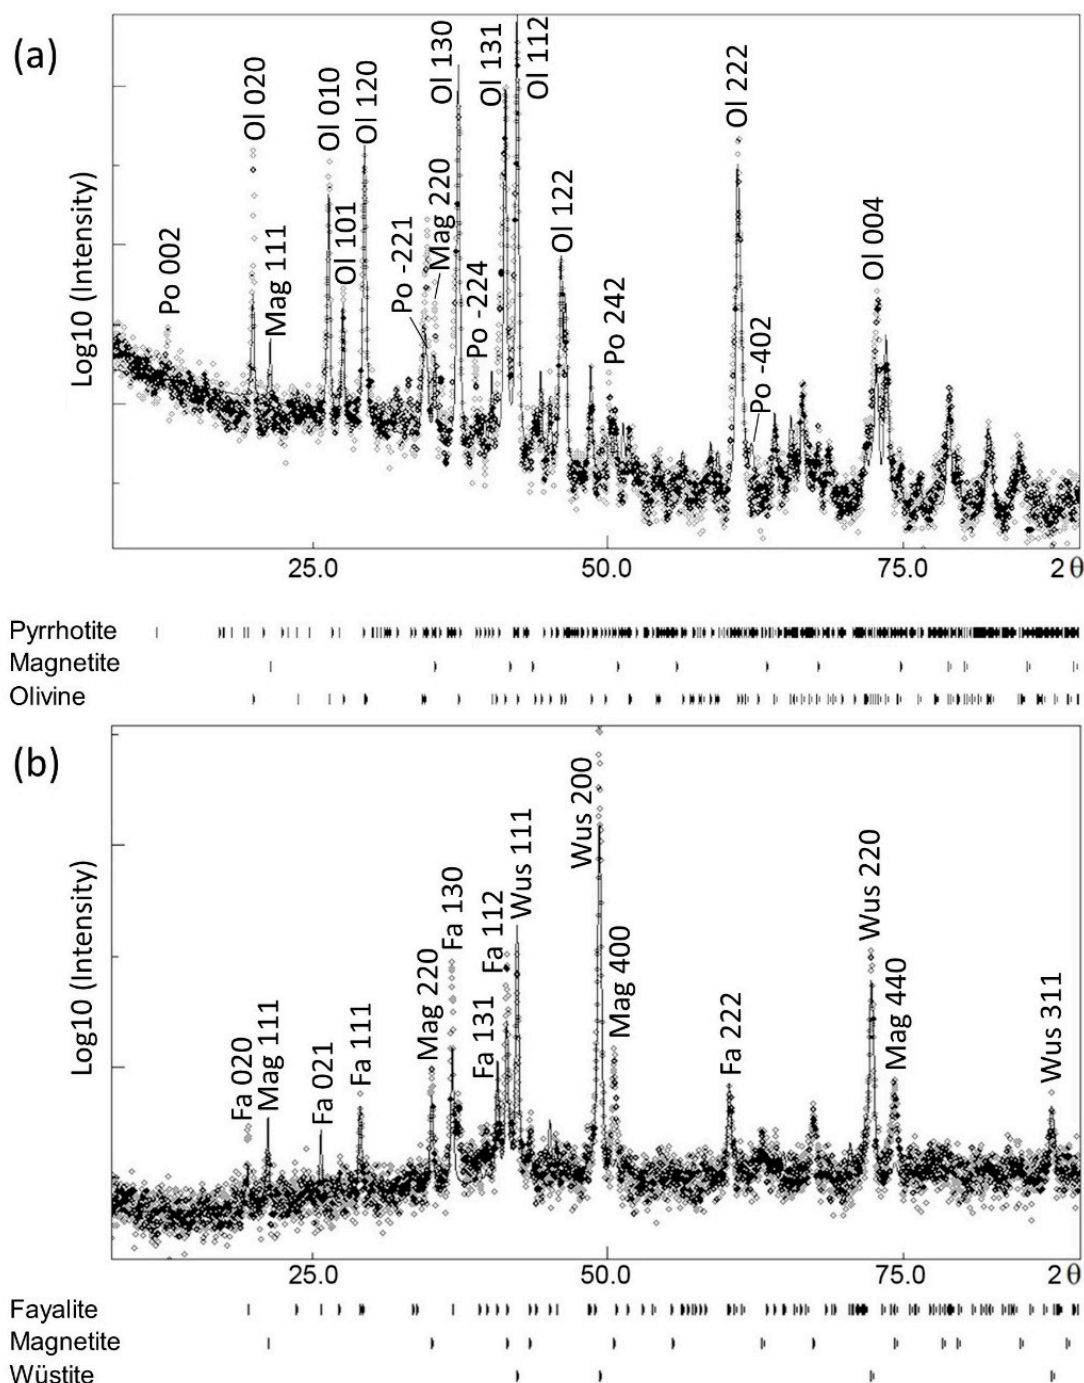 (a)
Log10 (Intensity)
Po 002
Ol 020
Mag 111
Ol 010
Ol 101
Ol 120
Po -221
Mag 220
Ol 130
Po -224
Ol 131
Ol 112
Ol 122
Po 242
Ol 222
Po -402
Ol 004
25.0 50.0 75.0 2θ
Pyrrhotite
Magnetite
Olivine
(b)
Log10 (Intensity)
Fa 020
Mag 111
Fa 021
Fa 111
Mag 220
Fa 130
Fa 131
Fa 112
Wus 111
Wus 200
Mag 400
Fa 222
Wus 220
Mag 440
Wus 311
25.0 50.0 75.0 2θ
Fayalite
Magnetite
Wüstite